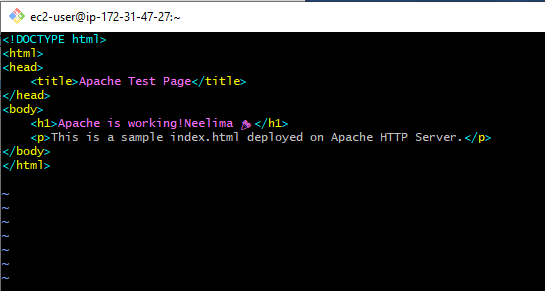 ec2-user@ip-172-31-47-27:~
<!DOCTYPE html>
<html>
<head>
    <title>Apache Test Page</title>
</head>
<body>
    <h1>Apache is working!Neelima 🎉</h1>
    <p>This is a sample index.html deployed on Apache HTTP Server.</p>
</body>
</html>
~
~
~
~
~
~
~